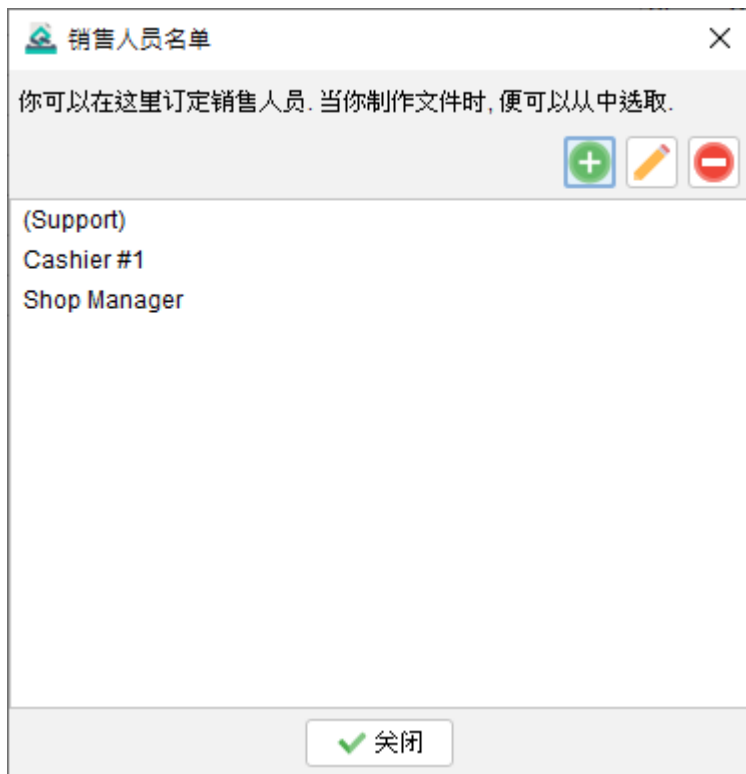 销售人员名单
你可以在这里订定销售人员. 当你制作文件时, 便可以从中选取.
(Support)
Cashier #1
Shop Manager
关闭